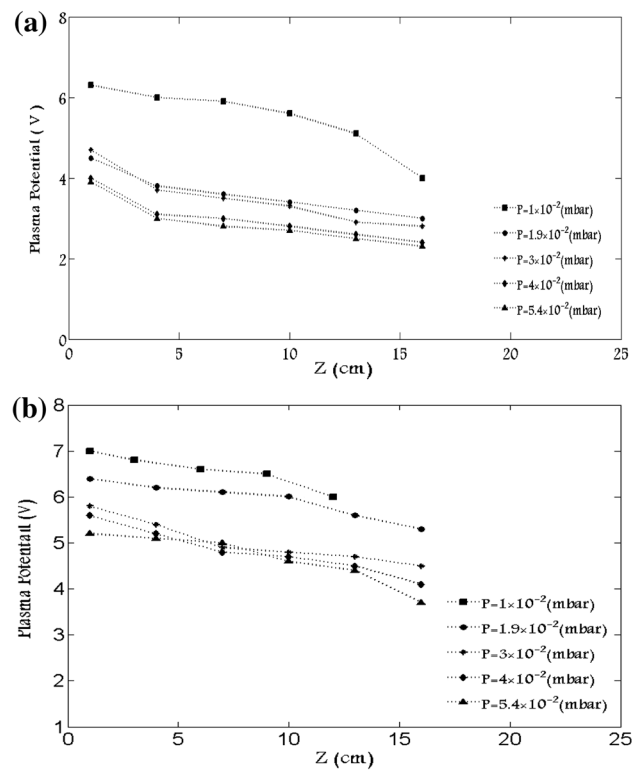 (a)
8
6
4
2
0
Plasma Potential ( V )
P=1×10⁻²(mbar)
P=1.9×10⁻²(mbar)
P=3×10⁻²(mbar)
P=4×10⁻²(mbar)
P=5.4×10⁻²(mbar)
0 5 10 15 20 25
Z (cm)
(b)
8
7
6
5
4
3
2
1
Plasma Potentail (V)
P=1×10⁻²(mbar)
P=1.9×10⁻²(mbar)
P=3×10⁻²(mbar)
P=4×10⁻²(mbar)
P=5.4×10⁻²(mbar)
0 5 10 15 20 25
Z (cm)